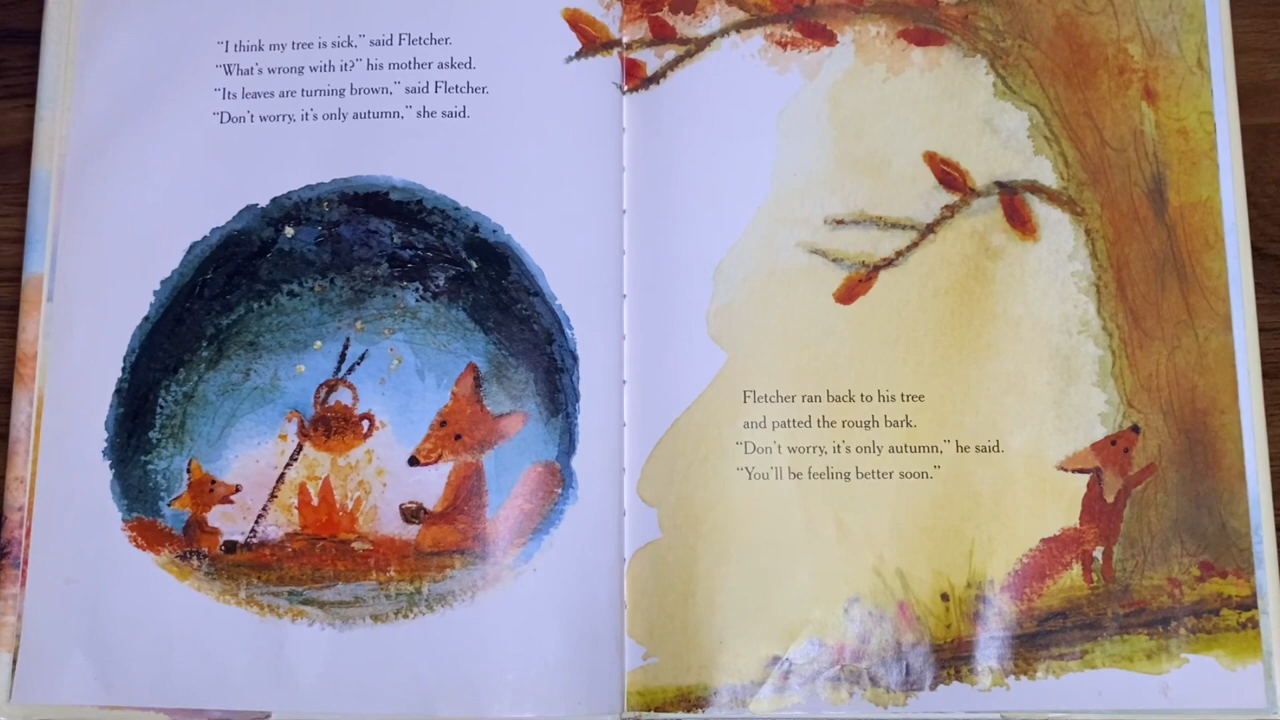 “I think my tree is sick,” said Fletcher.
“What’s wrong with it?” his mother asked.
“Its leaves are turning brown,” said Fletcher.
“Don’t worry, it’s only autumn,” she said.
Fletcher ran back to his tree
and patted the rough bark.
“Don’t worry, it’s only autumn,” he said.
“You’ll be feeling better soon.”